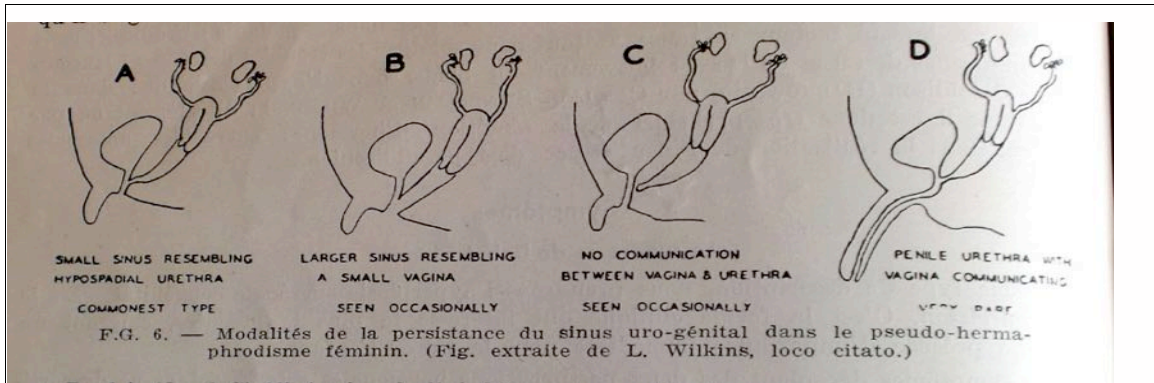 A
B
C
D
SMALL SINUS RESEMBLING
HYPOSPADIAL URETHRA
COMMONEST TYPE
LARGER SINUS RESEMBLING
A SMALL VAGINA
SEEN OCCASIONALLY
NO COMMUNICATION
BETWEEN VAGINA & URETHRA
SEEN OCCASIONALLY
PENILE URETHRA WITH
VAGINA COMMUNICATING
VERY RARE
F.G. 6. — Modalités de la persistance du sinus uro-génital dans le pseudo-herma-
phrodisme féminin. (Fig. extraite de L. Wilkins, loco citato.)